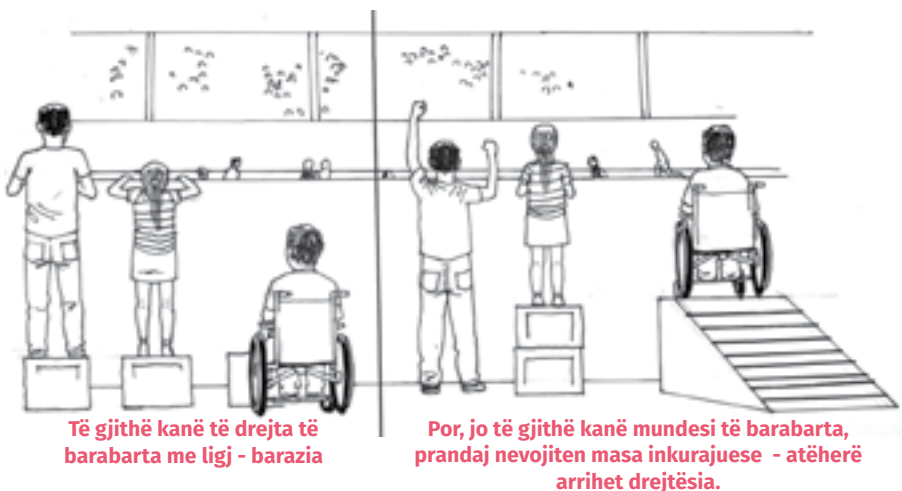 Të gjithë kanë të drejta të
barabarta me ligj - barazia
Por, jo të gjithë kanë mundesi të barabarta,
prandaj nevojiten masa inkurajuese - atëherë
arrihet drejtësia.